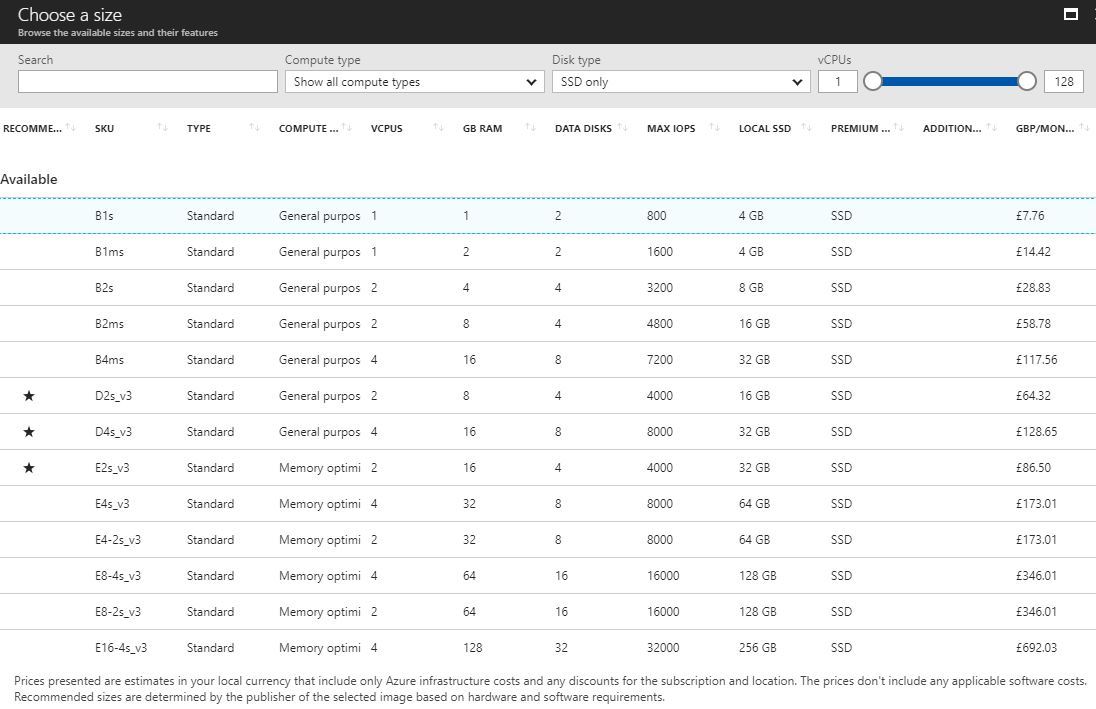 Choose a size
Browse the available sizes and their features
Search Compute type Disk type vCPUs
Show all compute types SSD only 1 128
RECOMME... SKU TYPE COMPUTE ... VCPUS GB RAM DATA DISKS MAX IOPS LOCAL SSD PREMIUM ... ADDITION... GBP/MON...
Available
B1s Standard General purpos 1 1 2 800 4 GB SSD £7.76
B1ms Standard General purpos 1 2 2 1600 4 GB SSD £14.42
B2s Standard General purpos 2 4 4 3200 8 GB SSD £28.83
B2ms Standard General purpos 2 8 4 4800 16 GB SSD £58.78
B4ms Standard General purpos 4 16 8 7200 32 GB SSD £117.56
★ D2s_v3 Standard General purpos 2 8 4 4000 16 GB SSD £64.32
★ D4s_v3 Standard General purpos 4 16 8 8000 32 GB SSD £128.65
★ E2s_v3 Standard Memory optimi 2 16 4 4000 32 GB SSD £86.50
E4s_v3 Standard Memory optimi 4 32 8 8000 64 GB SSD £173.01
E4-2s_v3 Standard Memory optimi 2 32 8 8000 64 GB SSD £173.01
E8-4s_v3 Standard Memory optimi 4 64 16 16000 128 GB SSD £346.01
E8-2s_v3 Standard Memory optimi 2 64 16 16000 128 GB SSD £346.01
E16-4s_v3 Standard Memory optimi 4 128 32 32000 256 GB SSD £692.03
Prices presented are estimates in your local currency that include only Azure infrastructure costs and any discounts for the subscription and location. The prices don't include any applicable software costs.
Recommended sizes are determined by the publisher of the selected image based on hardware and software requirements.